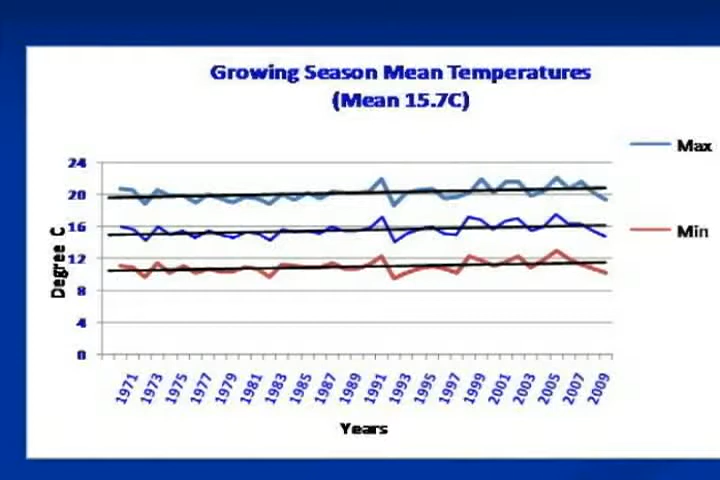 Growing Season Mean Temperatures
(Mean 15.7C)
Max
Min
24
20
16
12
8
4
0
Degree C
1971 1973 1975 1977 1979 1981 1983 1985 1987 1989 1991 1993 1995 1997 1999 2001 2003 2005 2007 2009
Years